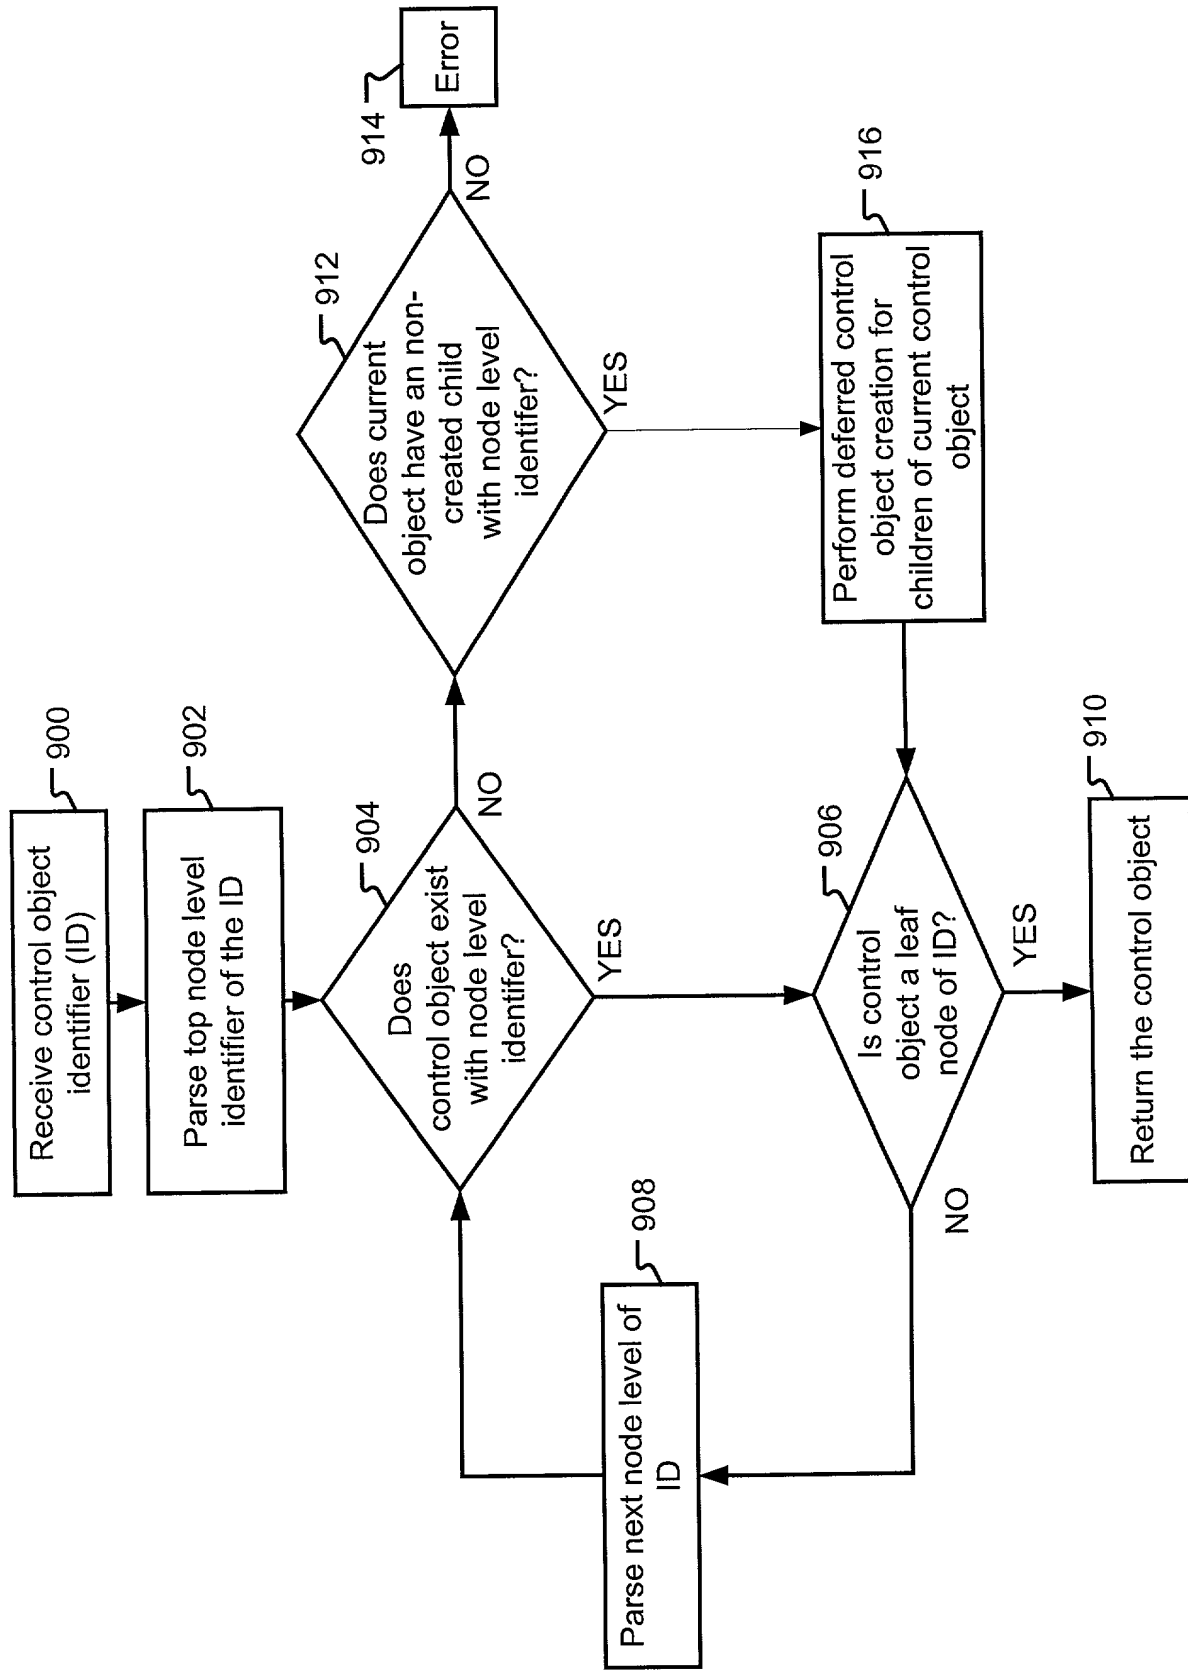 900
Receive control object
identifier (ID)
902
Parse top node level
identifier of the ID
904
Does
control object exist
with node level
identifier?
NO
YES
912
Does current
object have an non-
created child
with node level
identifer?
NO
YES
914
Error
916
Perform deferred control
object creation for
children of current control
object
906
Is control
object a leaf
node of ID?
NO
YES
908
Parse next node level of
ID
910
Return the control object